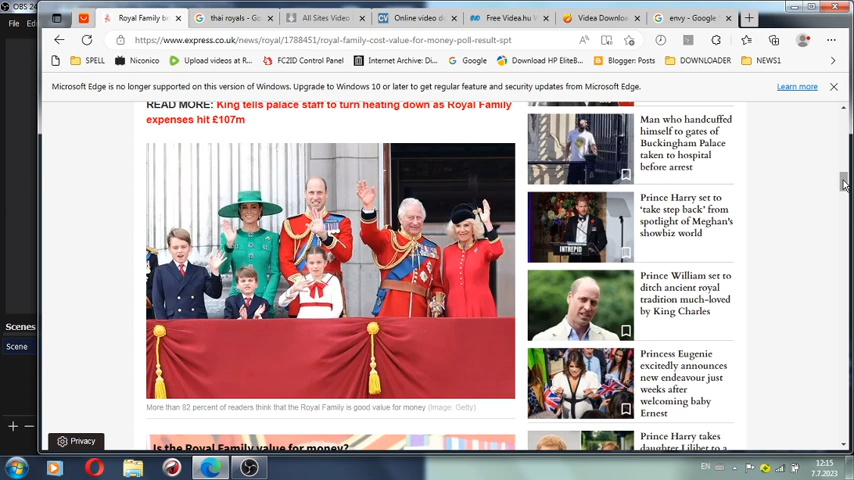 OBS 24
File
Royal Family b
thai royals - Go
All Sites Video
Online video d
Free Videa.hu
Videa Downlo
envy - Google
https://www.express.co.uk/news/royal/1788451/royal-family-cost-value-for-money-poll-result-spt
SPELL
Niconico
Upload videos at R...
FC2ID Control Panel
Internet Archive: Di...
Google
Download HP EliteB...
Blogger: Posts
DOWNLOADER
NEWS1
Microsoft Edge is no longer supported on this version of Windows. Upgrade to Windows 10 or later to get regular feature and security updates from Microsoft Edge.
Learn more
READ MORE: King tells palace staff to turn heating down as Royal Family
expenses hit £107m
More than 82 percent of readers think that the Royal Family is good value for money (Image: Getty)
Is the Royal Family value for money?
Man who handcuffed
himself to gates of
Buckingham Palace
taken to hospital
before arrest
INTREPID
Prince Harry set to
‘take step back’ from
spotlight of Meghan’s
showbiz world
Prince William set to
ditch ancient royal
tradition much-loved
by King Charles
Princess Eugenie
excitedly announces
new endeavour just
weeks after
welcoming baby
Ernest
Prince Harry takes
daughter Lilibet to a
Scenes
Scene
Privacy
EN
12:15
7.7.2023